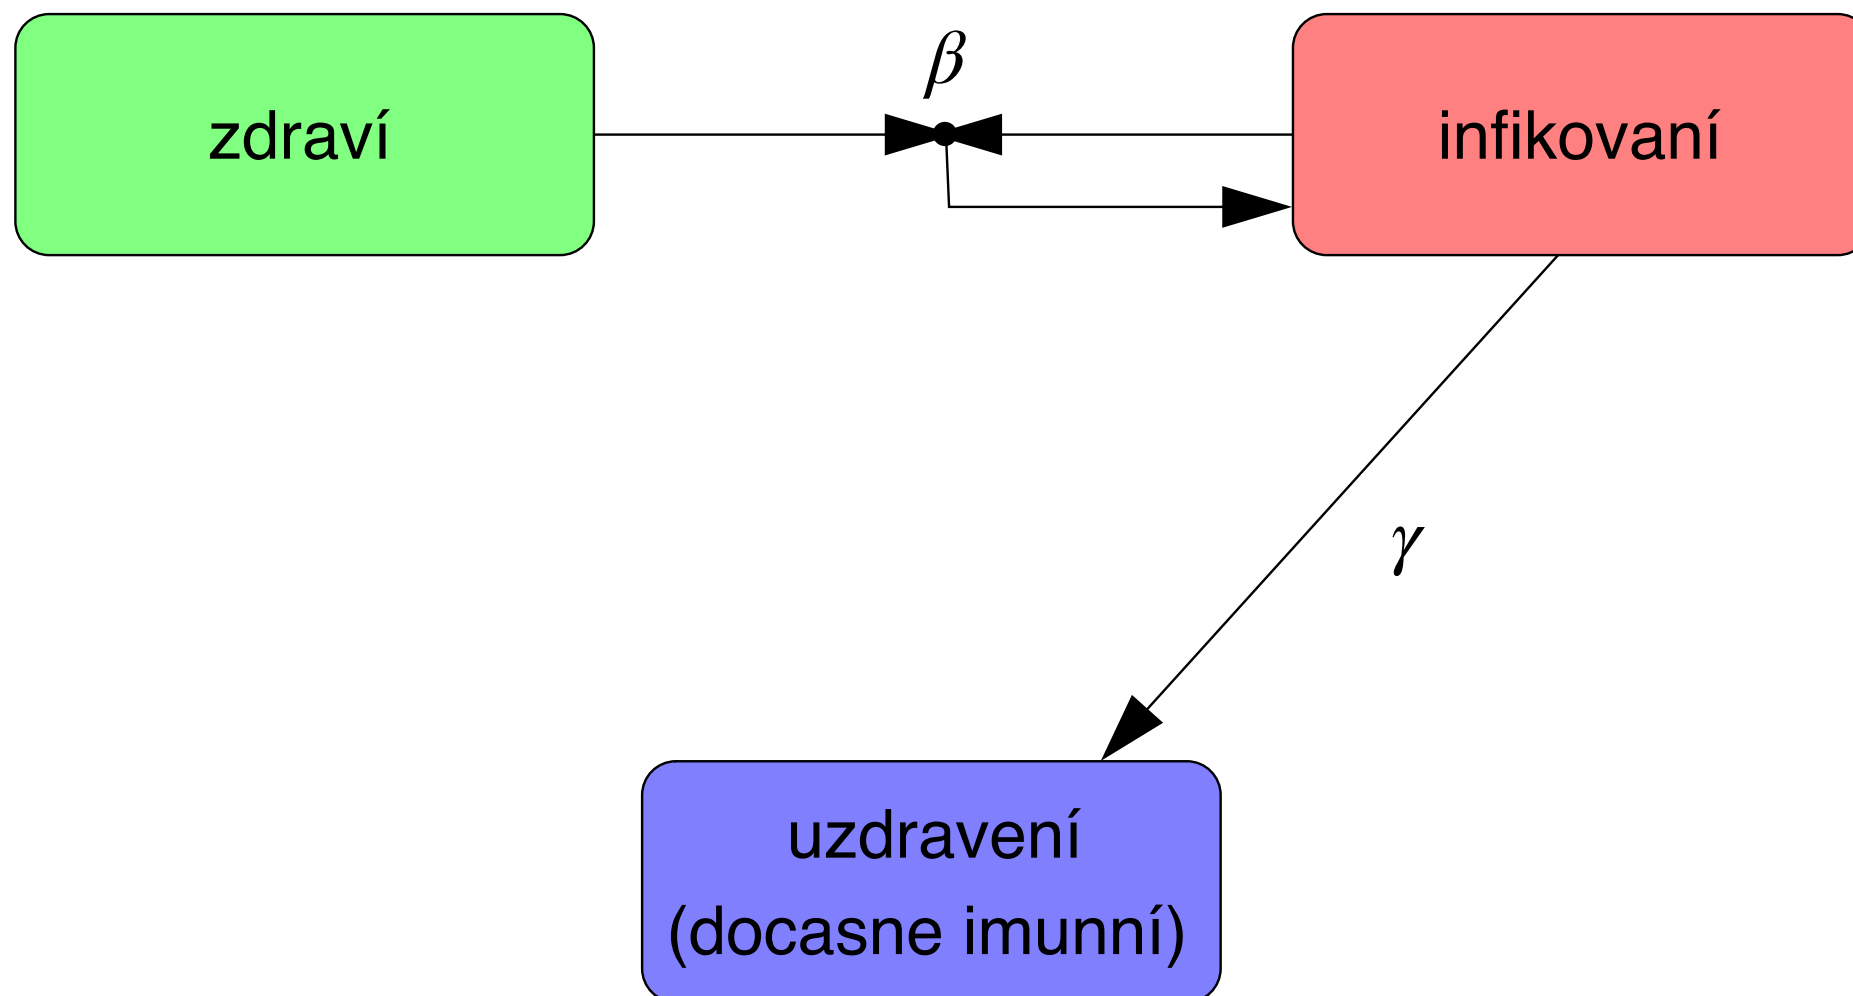 β
zdraví
infikovaní
γ
uzdravení
(docasne imunní)